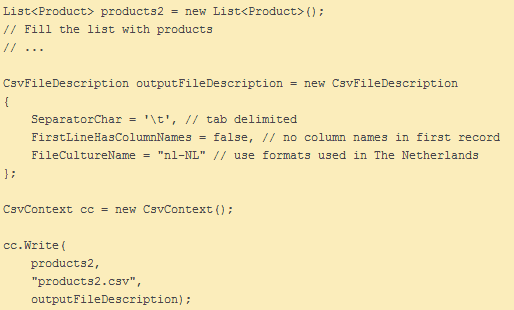 List<Product> products2 = new List<Product>();
// Fill the list with products
// ...

CsvFileDescription outputFileDescription = new CsvFileDescription
{
    SeparatorChar = '\t', // tab delimited
    FirstLineHasColumnNames = false, // no column names in first record
    FileCultureName = "nl-NL" // use formats used in The Netherlands
};

CsvContext cc = new CsvContext();

cc.Write(
    products2,
    "products2.csv",
    outputFileDescription);